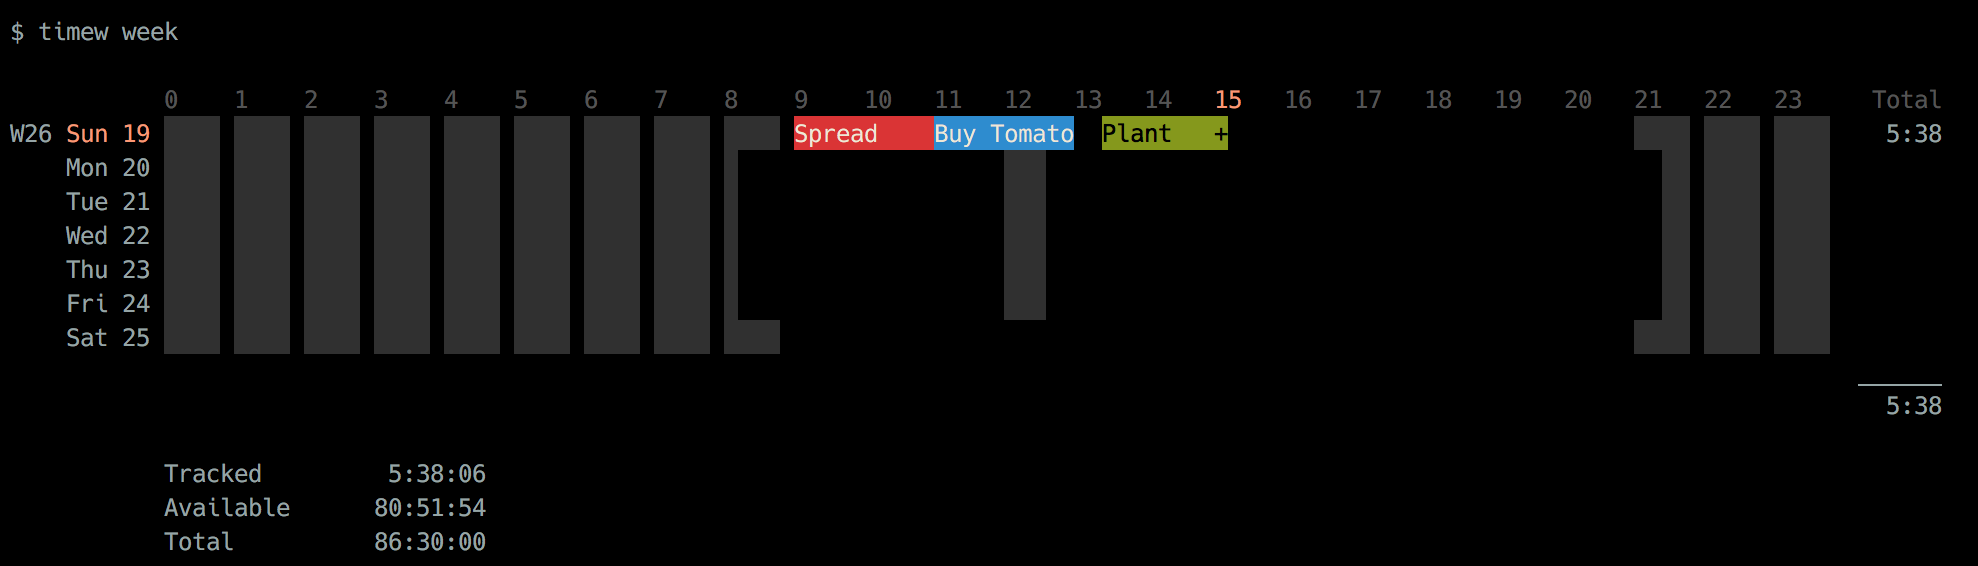 $ timew week
0 1 2 3 4 5 6 7 8 9 10 11 12 13 14 15 16 17 18 19 20 21 22 23 Total
W26 Sun 19 Spread Buy Tomato Plant + 5:38
Mon 20
Tue 21
Wed 22
Thu 23
Fri 24
Sat 25
5:38
Tracked 5:38:06
Available 80:51:54
Total 86:30:00